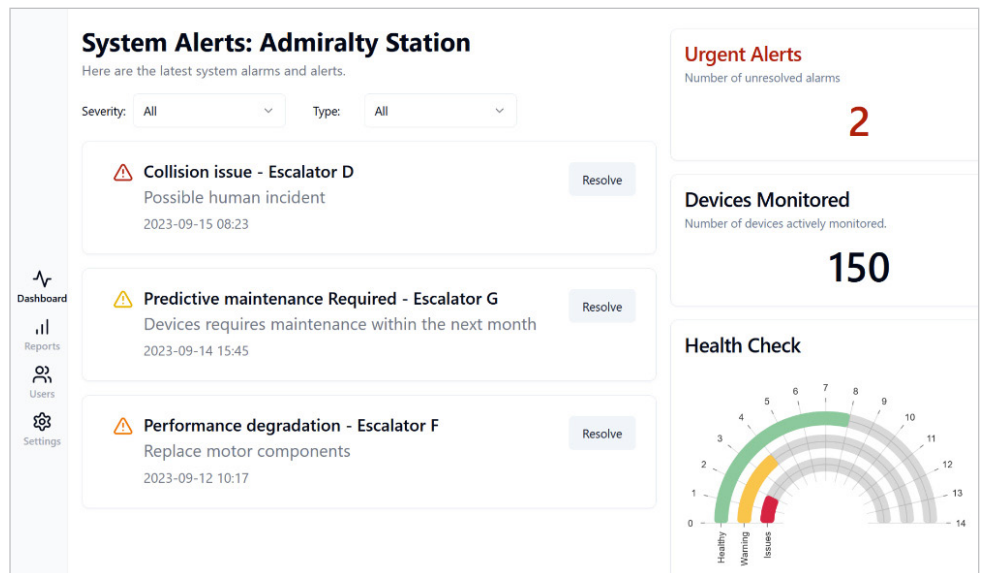 System Alerts: Admiralty Station
Here are the latest system alarms and alerts.
Severity: All Type: All
Collision issue - Escalator D
Possible human incident
2023-09-15 08:23
Resolve
Predictive maintenance Required - Escalator G
Devices requires maintenance within the next month
2023-09-14 15:45
Resolve
Performance degradation - Escalator F
Replace motor components
2023-09-12 10:17
Resolve
Dashboard
Reports
Users
Settings
Urgent Alerts
Number of unresolved alarms
2
Devices Monitored
Number of devices actively monitored.
150
Health Check
0
1
2
3
4
5
6
7
8
9
10
11
12
13
14
Healthy
Warning
Issues